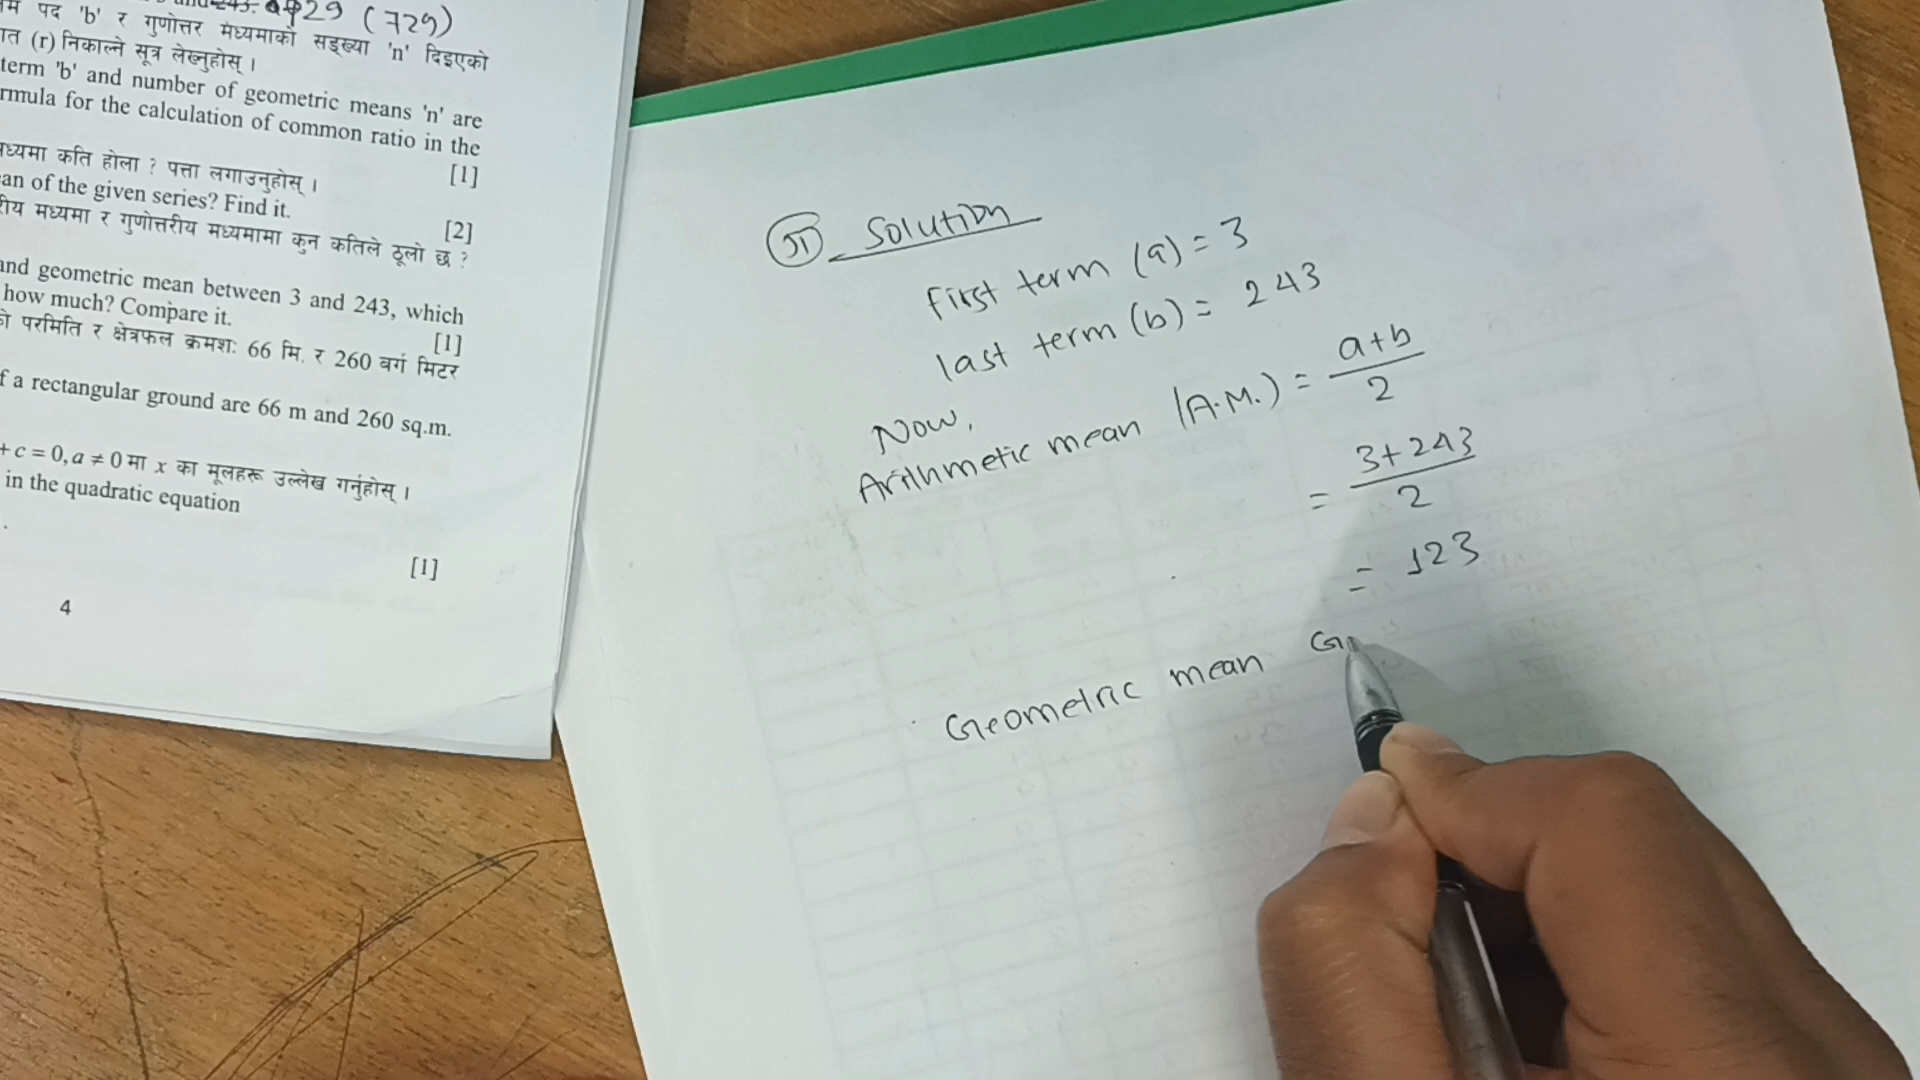 (729)
पद 'b' र गुणोत्तर मध्यमाको सङ्ख्या 'n' दिइएको
(r) निकाल्ने सूत्र लेख्नुहोस् ।
term 'b' and number of geometric means 'n' are
for the calculation of common ratio in the
[1]
कति होला ? पत्ता लगाउनुहोस् ।
of the given series? Find it.
[2]
मध्यमा र गुणोत्तरीय मध्यमामा कुन कतिले ठूलो छ ?
and geometric mean between 3 and 243, which
how much? Compare it.
[1]
परमिति र क्षेत्रफल क्रमशः 66 मि. र 260 वर्ग मिटर
a rectangular ground are 66 m and 260 sq.m.
+ c = 0, a ≠ 0 मा x का मूलहरू उल्लेख गर्नुहोस् ।
in the quadratic equation
[1]
4
ग Solution
First term (a) = 3
last term (b) = 243
Now,
Arithmetic mean (A.M.) = a+b / 2
= 3+243 / 2
= 123
Geometric mean